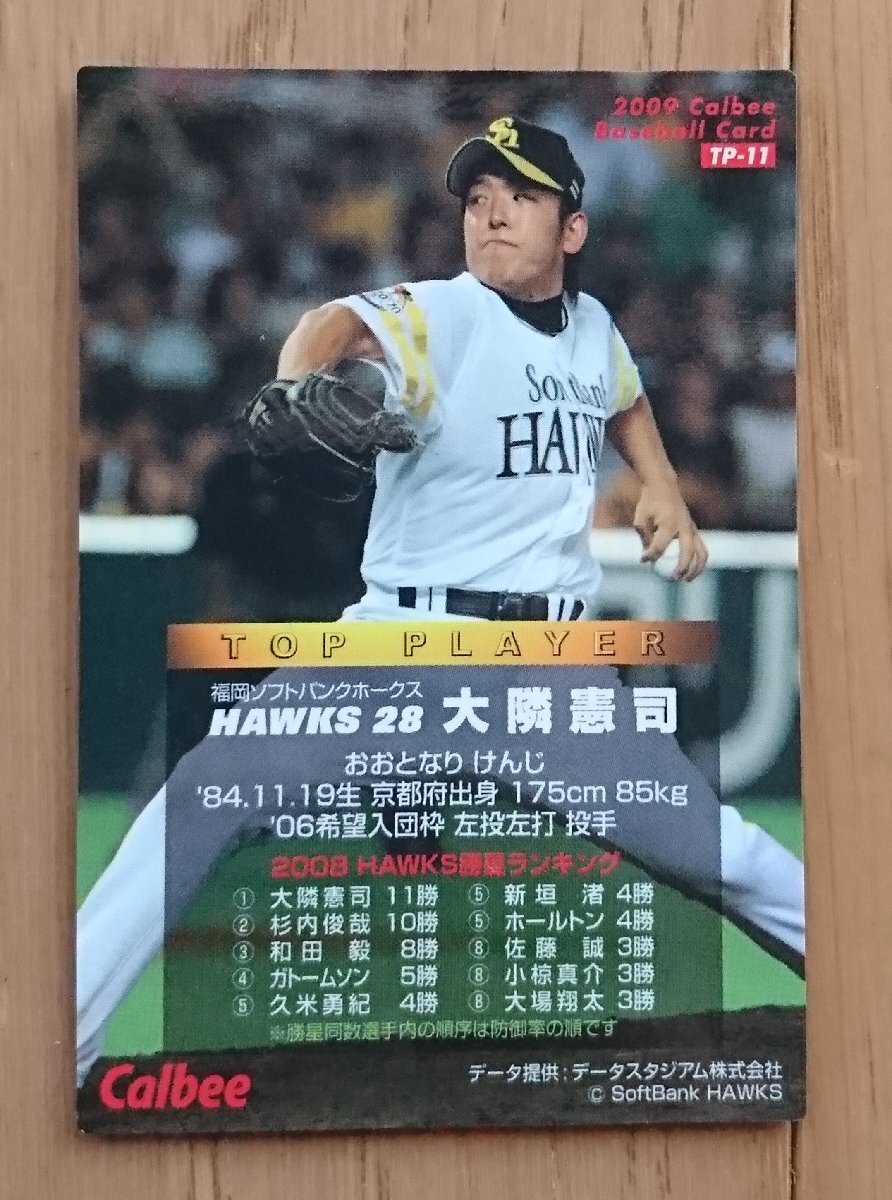 2009 Calbee
Baseball Card
TP-11
SoftBank
HAW
TOP PLAYER
福岡ソフトバンクホークス
HAWKS 28 大隣憲司
おおとなり けんじ
'84.11.19生 京都府出身 175cm 85kg
'06希望入団枠 左投左打 投手
2008 HAWKS勝星ランキング
① 大隣憲司 11勝 ⑤ 新垣 渚 4勝
② 杉内俊哉 10勝 ⑤ ホールトン 4勝
③ 和田 毅 8勝 ⑧ 佐藤 誠 3勝
④ ガトームソン 5勝 ⑧ 小椋真介 3勝
⑤ 久米勇紀 4勝 ⑧ 大場翔太 3勝
※勝星同数選手内の順序は防御率の順です
Calbee
データ提供：データスタジアム株式会社
© SoftBank HAWKS